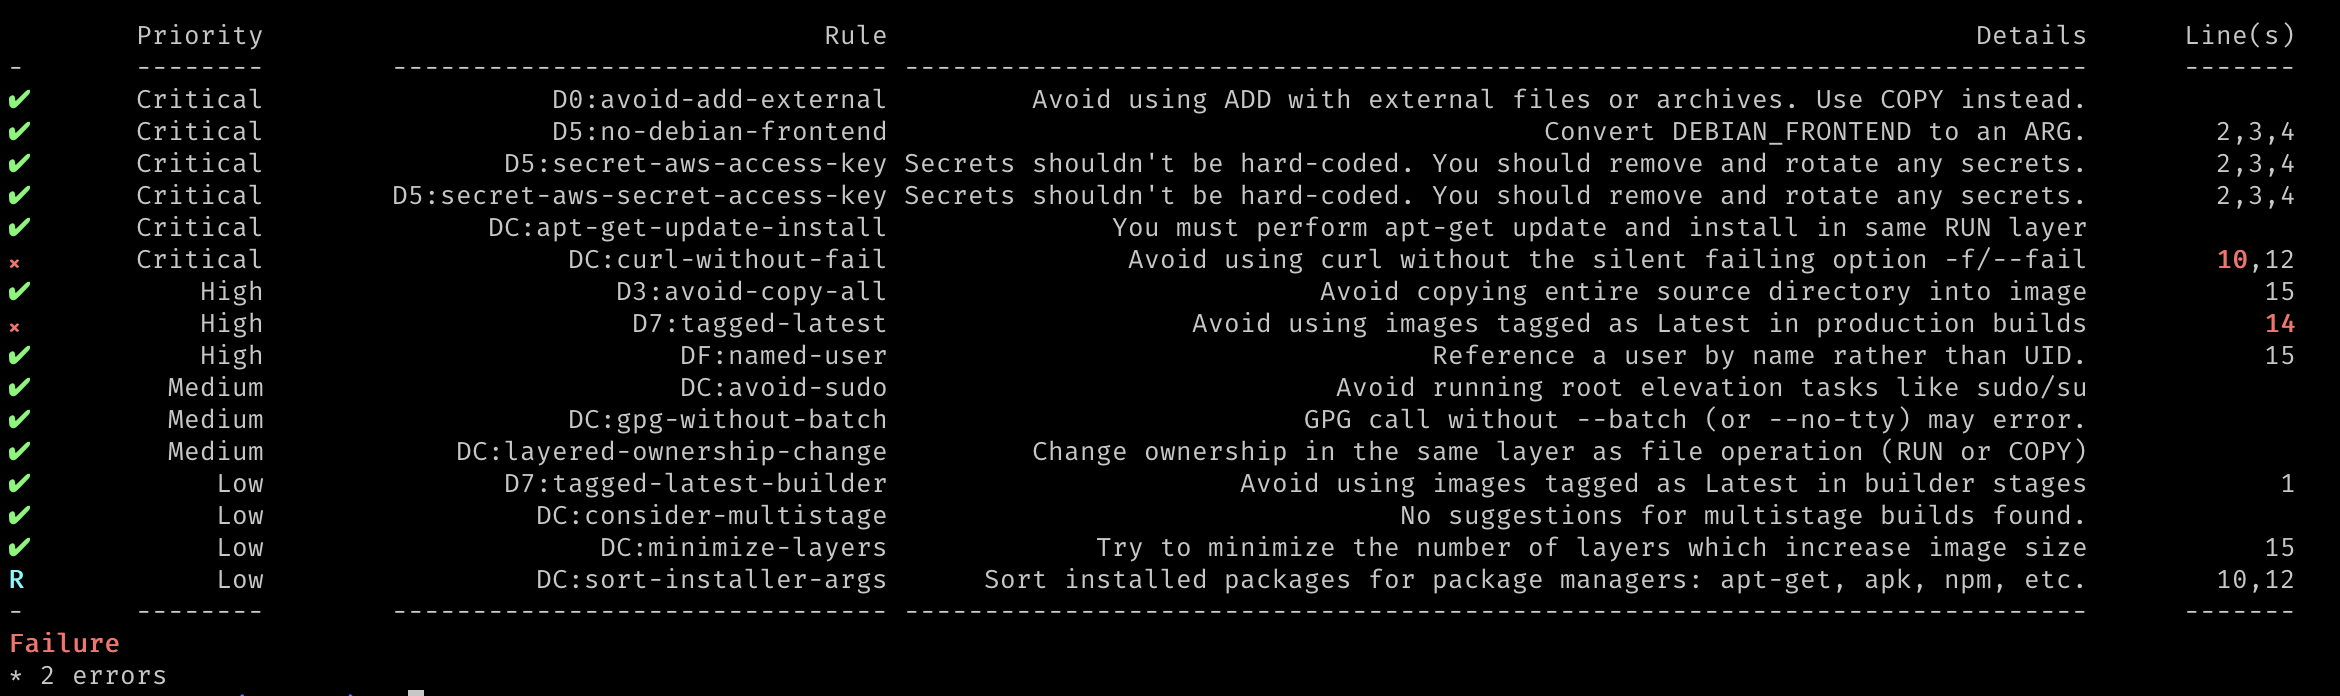 Priority Rule Details Line(s)
- -------- ------------------------------- -------------------------------------------------------------------------- -------
✔ Critical D0:avoid-add-external Avoid using ADD with external files or archives. Use COPY instead.
✔ Critical D5:no-debian-frontend Convert DEBIAN_FRONTEND to an ARG. 2,3,4
✔ Critical D5:secret-aws-access-key Secrets shouldn't be hard-coded. You should remove and rotate any secrets. 2,3,4
✔ Critical D5:secret-aws-secret-access-key Secrets shouldn't be hard-coded. You should remove and rotate any secrets. 2,3,4
✔ Critical DC:apt-get-update-install You must perform apt-get update and install in same RUN layer
× Critical DC:curl-without-fail Avoid using curl without the silent failing option -f/--fail 10,12
✔ High D3:avoid-copy-all Avoid copying entire source directory into image 15
× High D7:tagged-latest Avoid using images tagged as Latest in production builds 14
✔ High DF:named-user Reference a user by name rather than UID. 15
✔ Medium DC:avoid-sudo Avoid running root elevation tasks like sudo/su
✔ Medium DC:gpg-without-batch GPG call without --batch (or --no-tty) may error.
✔ Medium DC:layered-ownership-change Change ownership in the same layer as file operation (RUN or COPY)
✔ Low D7:tagged-latest-builder Avoid using images tagged as Latest in builder stages 1
✔ Low DC:consider-multistage No suggestions for multistage builds found.
✔ Low DC:minimize-layers Try to minimize the number of layers which increase image size 15
R Low DC:sort-installer-args Sort installed packages for package managers: apt-get, apk, npm, etc. 10,12
- -------- ------------------------------- -------------------------------------------------------------------------- -------
Failure
* 2 errors